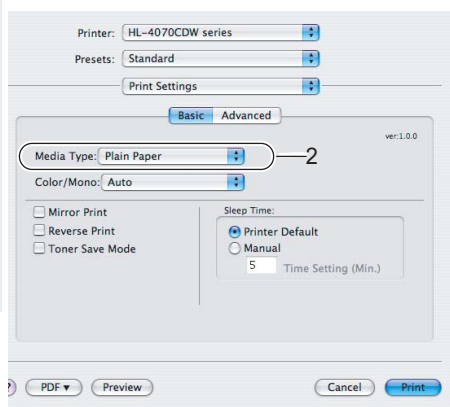 Printer: HL-4070CDW series
Presets: Standard
Print Settings
Basic Advanced
ver:1.0.0
Media Type: Plain Paper 2
Color/Mono: Auto
Mirror Print
Reverse Print
Toner Save Mode
Sleep Time:
Printer Default
Manual
5 Time Setting (Min.)
? PDF Preview Cancel Print